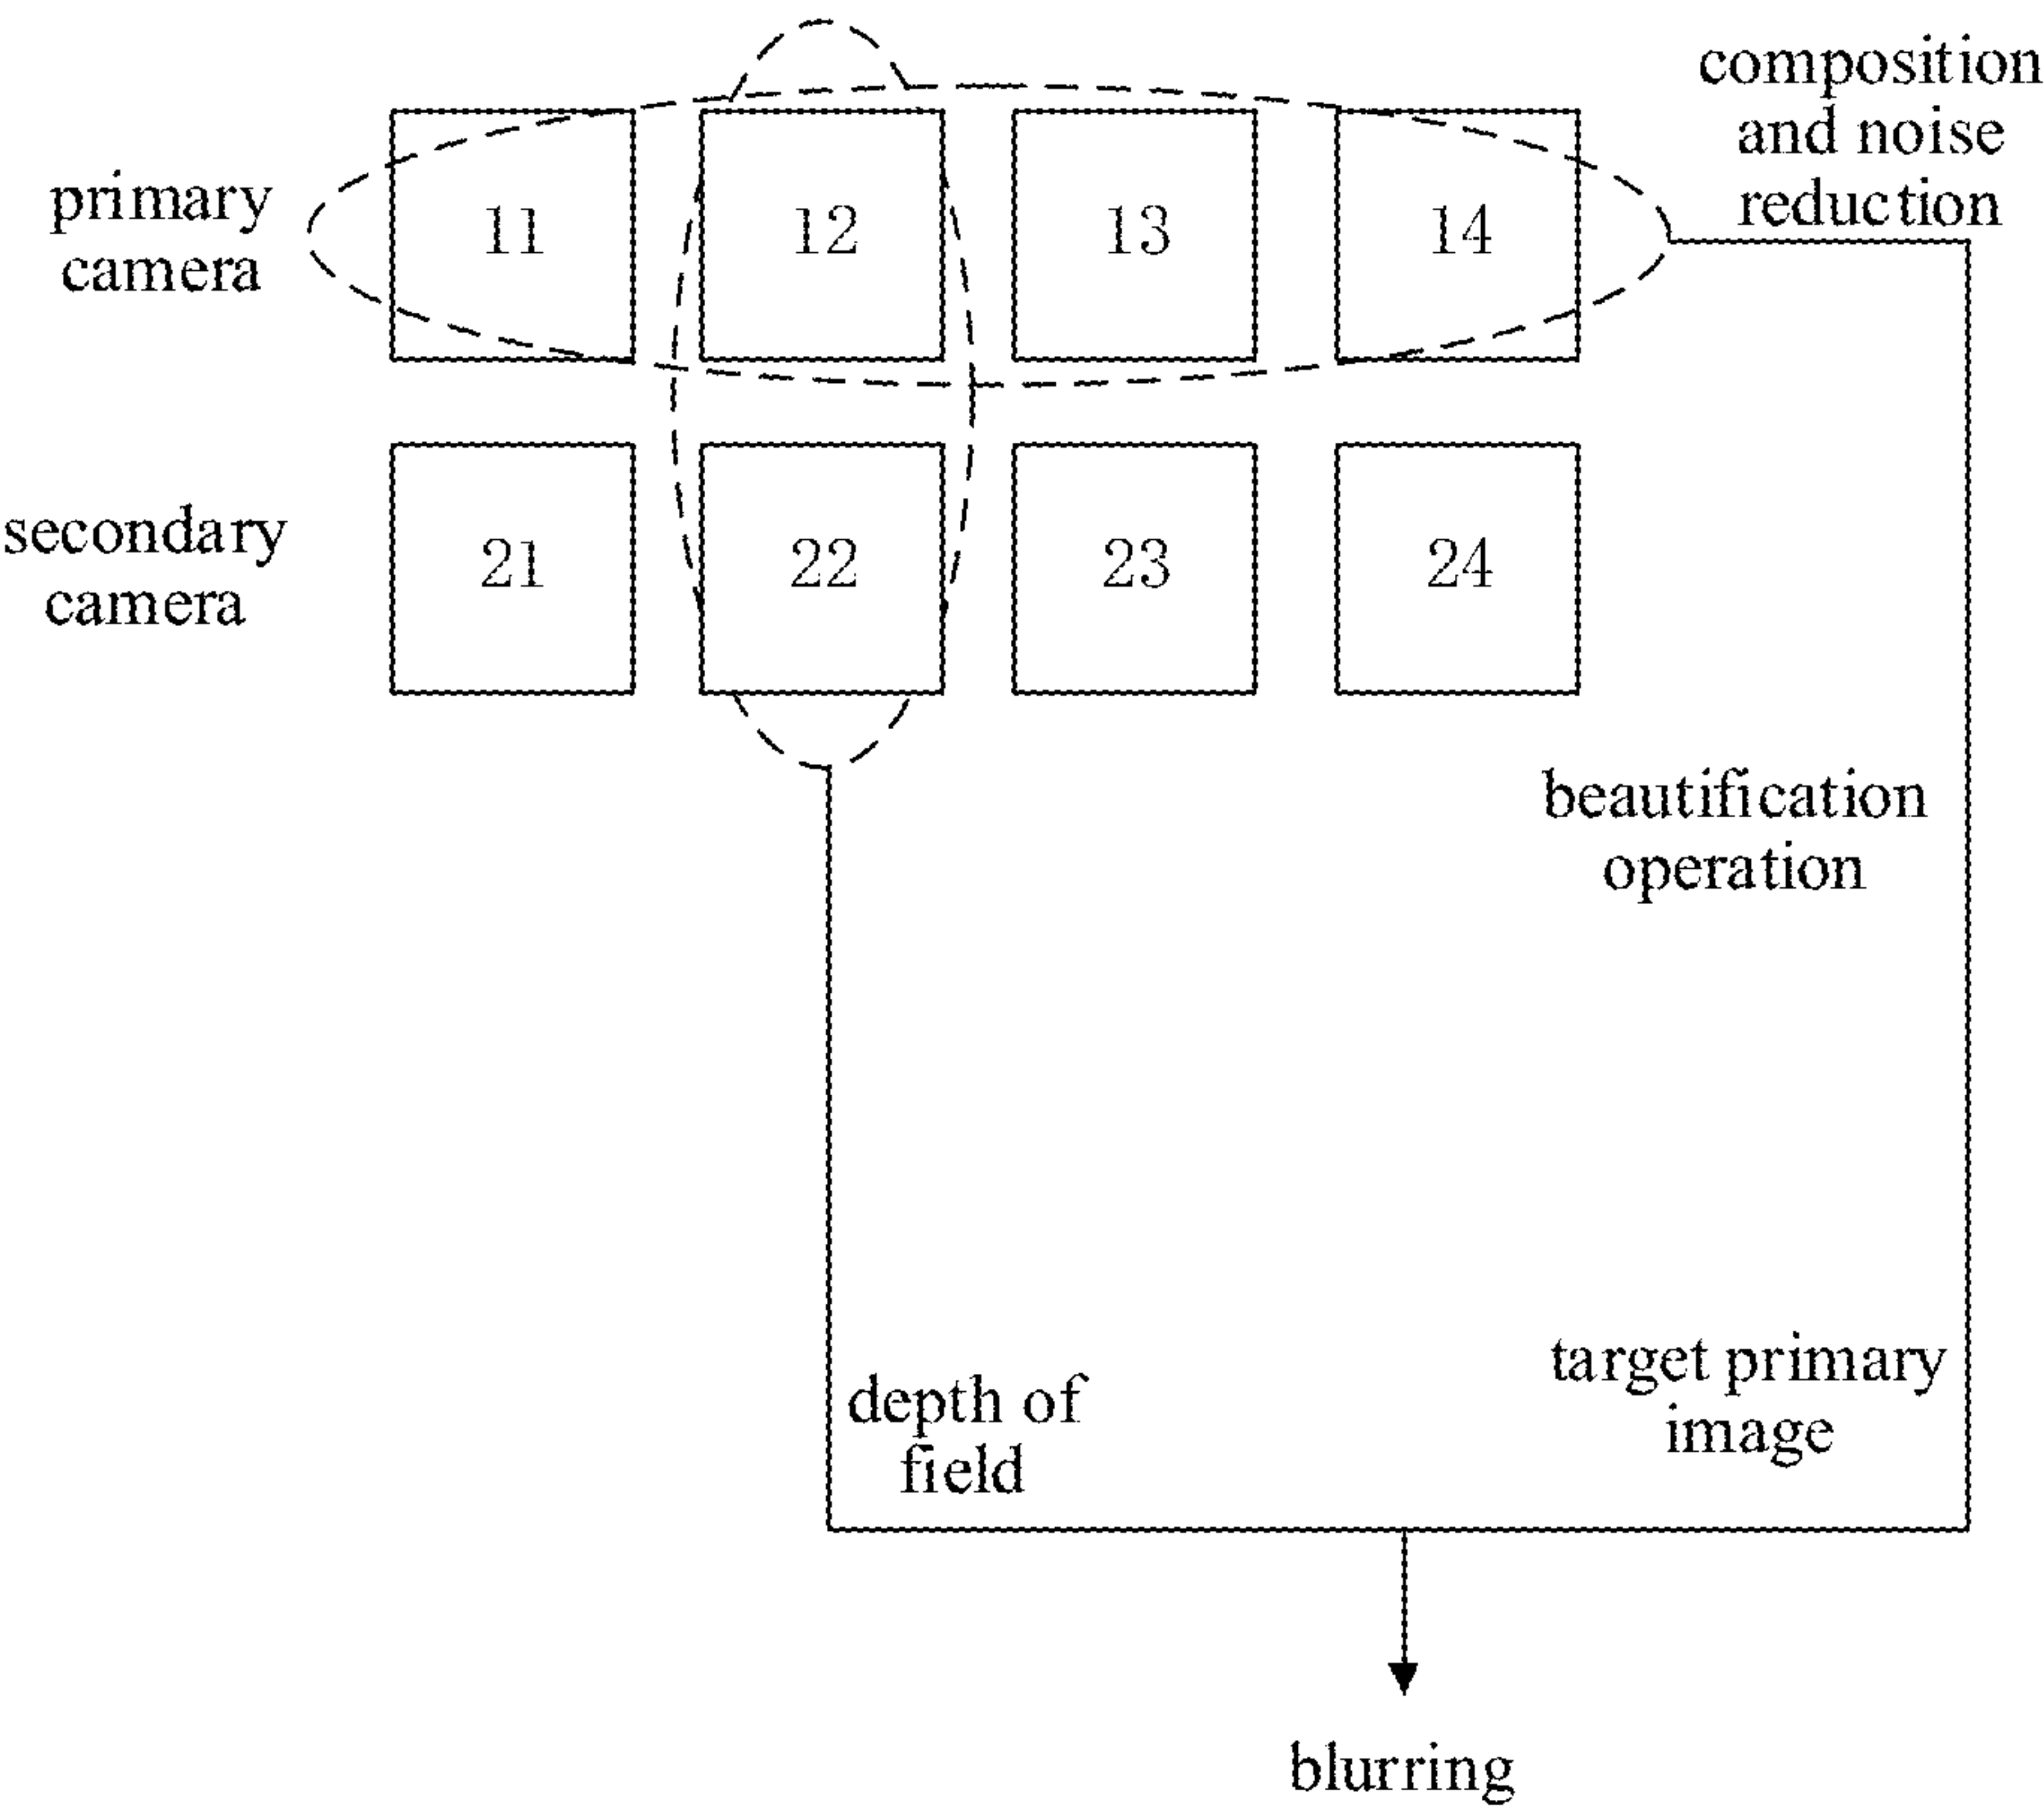 composition
and noise
reduction
primary
camera
11 12 13 14
secondary
camera
21 22 23 24
beautification
operation
target primary
image
depth of
field
blurring